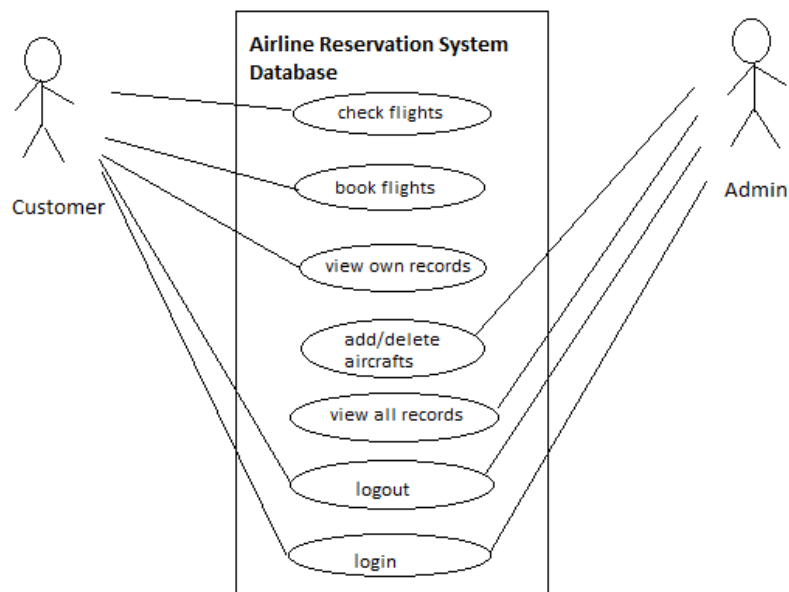 Airline Reservation System
Database
check flights
book flights
Customer
Admin
view own records
add/delete
aircrafts
view all records
logout
login